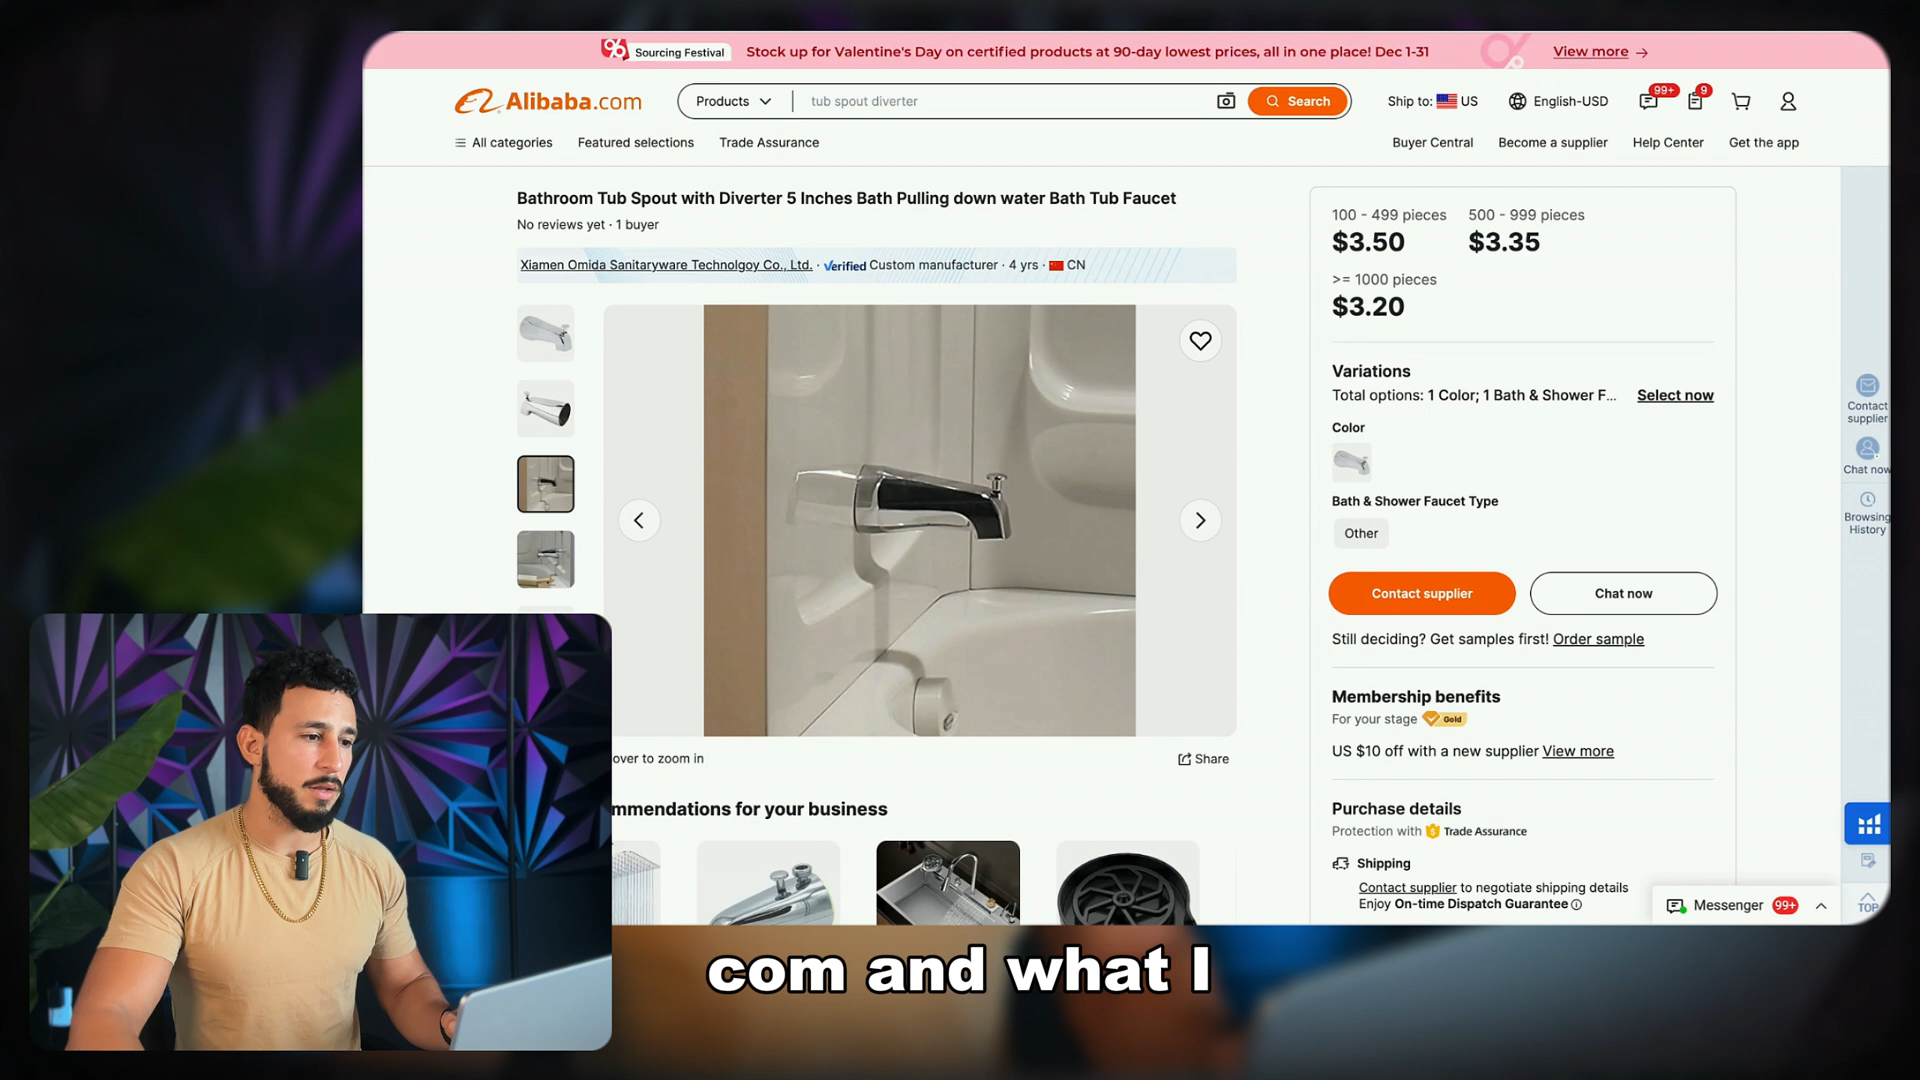 Sourcing Festival
Stock up for Valentine's Day on certified products at 90-day lowest prices, all in one place! Dec 1-31
View more →
Alibaba.com
Products
tub spout diverter
Search
Ship to: US
English-USD
99+
9
All categories
Featured selections
Trade Assurance
Buyer Central
Become a supplier
Help Center
Get the app
Bathroom Tub Spout with Diverter 5 Inches Bath Pulling down water Bath Tub Faucet
No reviews yet · 1 buyer
Xiamen Omida Sanitaryware Technolgoy Co., Ltd. · Verified Custom manufacturer · 4 yrs · CN
over to zoom in
Share
mmendations for your business
100 - 499 pieces
$3.50
500 - 999 pieces
$3.35
>= 1000 pieces
$3.20
Variations
Total options: 1 Color; 1 Bath & Shower F...
Select now
Color
Bath & Shower Faucet Type
Other
Contact supplier
Chat now
Still deciding? Get samples first! Order sample
Membership benefits
For your stage Gold
US $10 off with a new supplier View more
Purchase details
Protection with Trade Assurance
Shipping
Contact supplier to negotiate shipping details
Enjoy On-time Dispatch Guarantee
Contact
supplier
Chat now
Browsing
History
TOP
Messenger 99+
com and what I